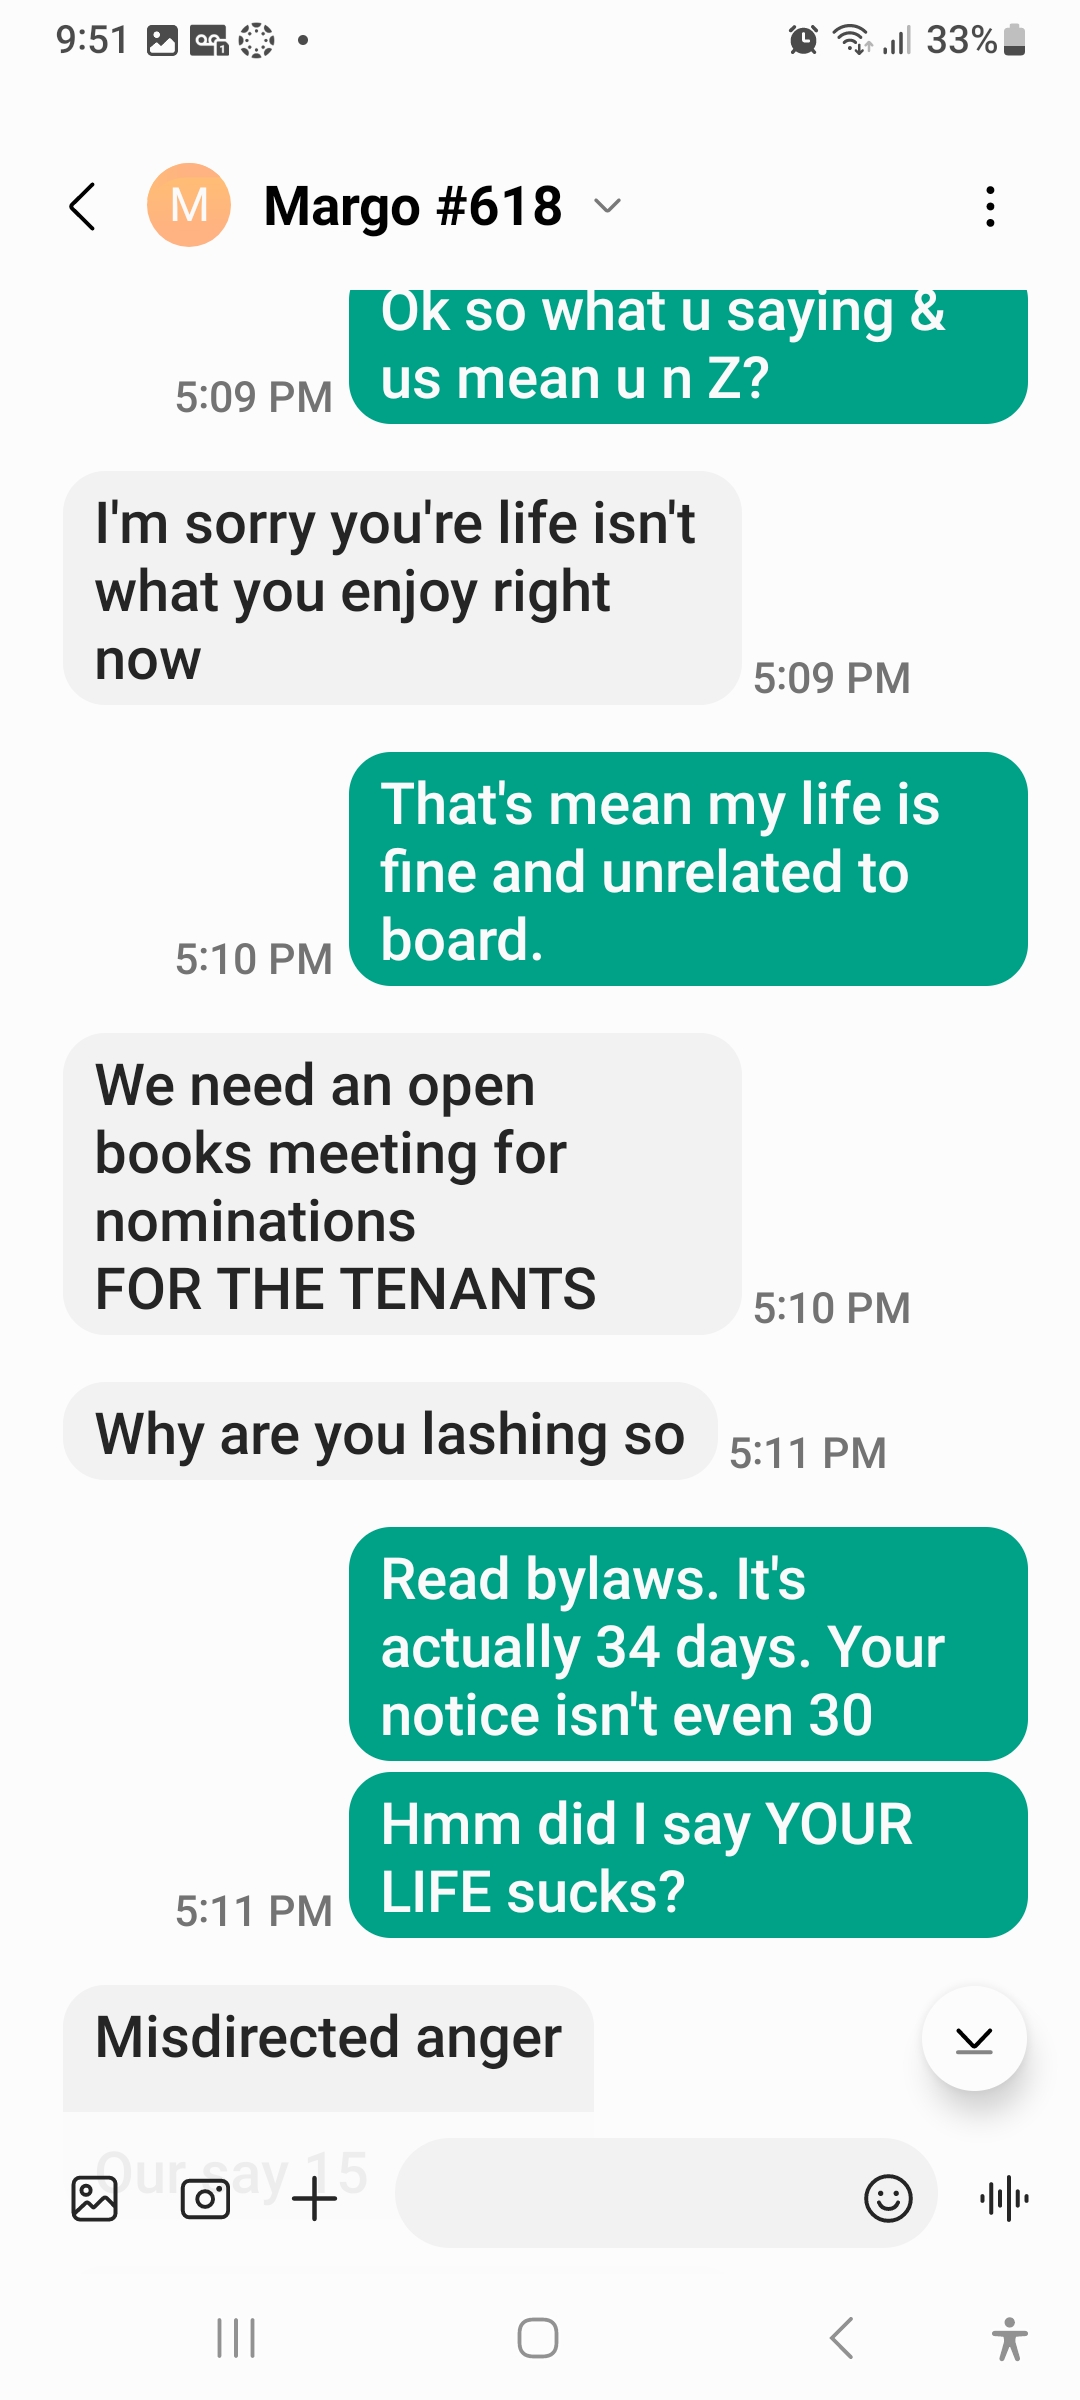 9:51
33%
M
Margo #618
Ok so what u saying &
us mean u n Z?
5:09 PM
I'm sorry you're life isn't
what you enjoy right
now
5:09 PM
That's mean my life is
fine and unrelated to
board.
5:10 PM
We need an open
books meeting for
nominations
FOR THE TENANTS
5:10 PM
Why are you lashing so
5:11 PM
Read bylaws. It's
actually 34 days. Your
notice isn't even 30
Hmm did I say YOUR
LIFE sucks?
5:11 PM
Misdirected anger
Our say 15